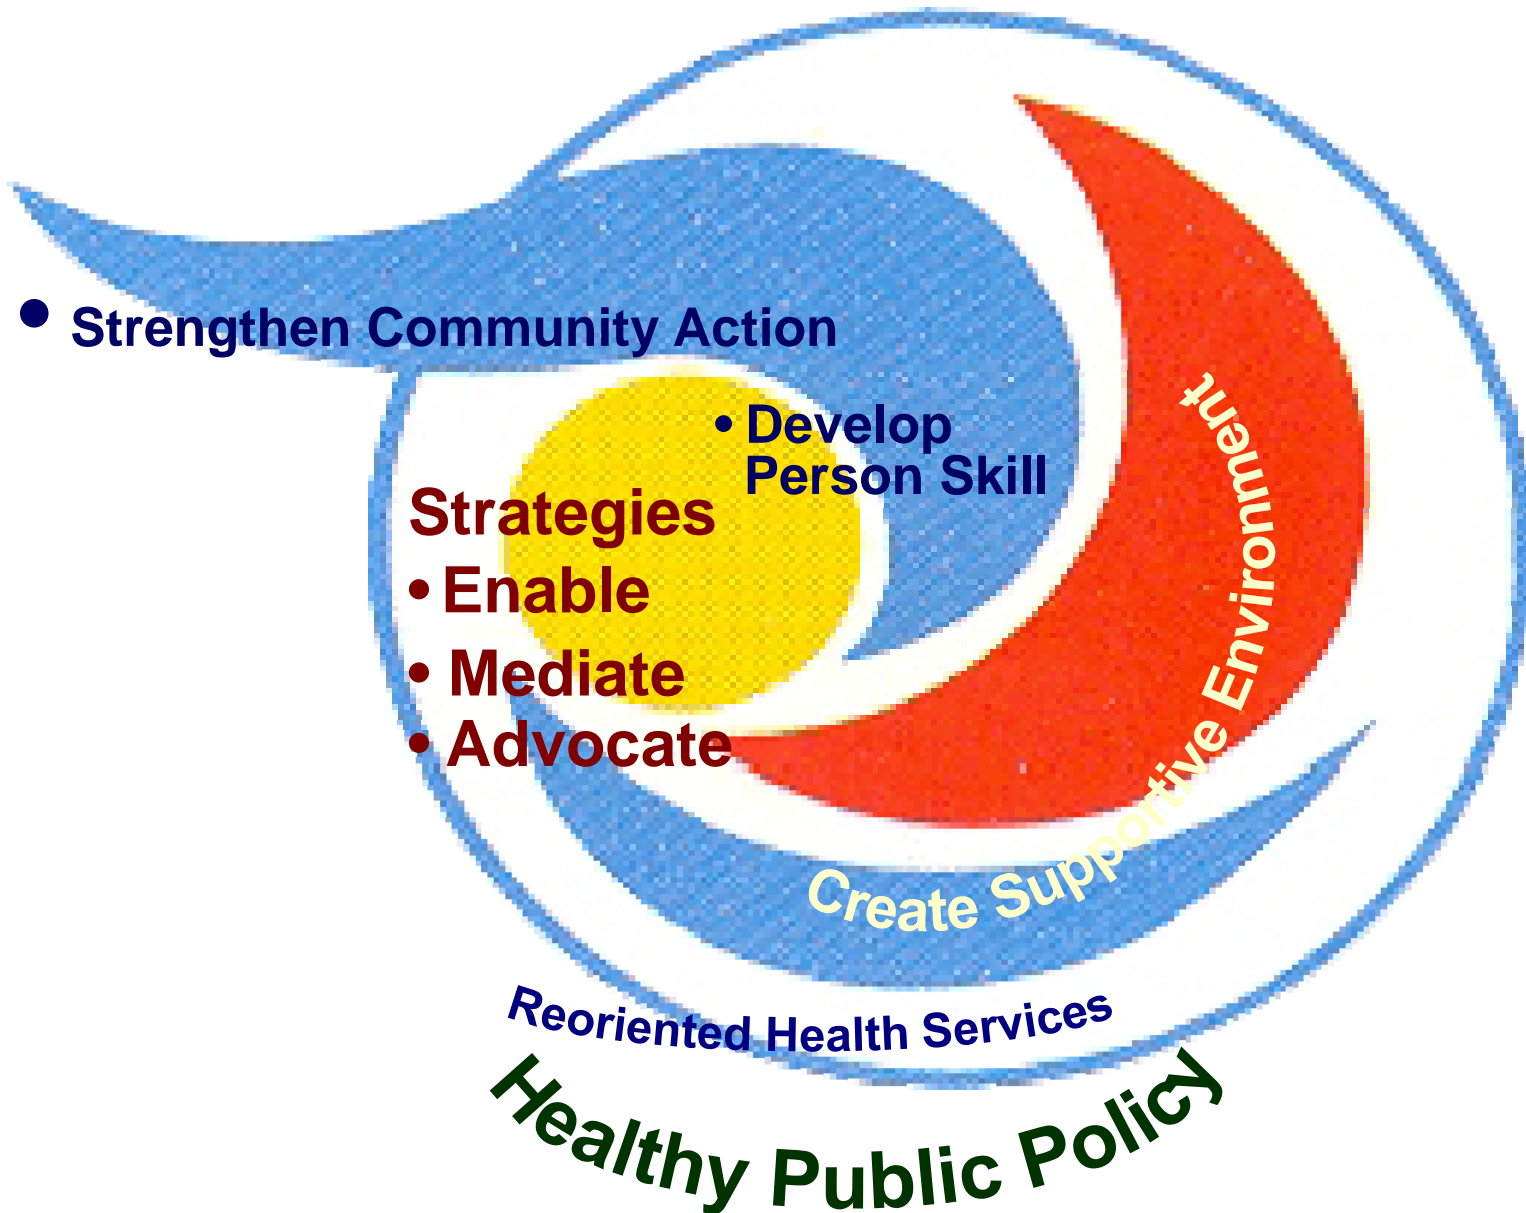 • Strengthen Community Action
• Develop
Person Skill
Strategies
• Enable
• Mediate
• Advocate
Create Supportive Environment
Reoriented Health Services
Healthy Public Policy